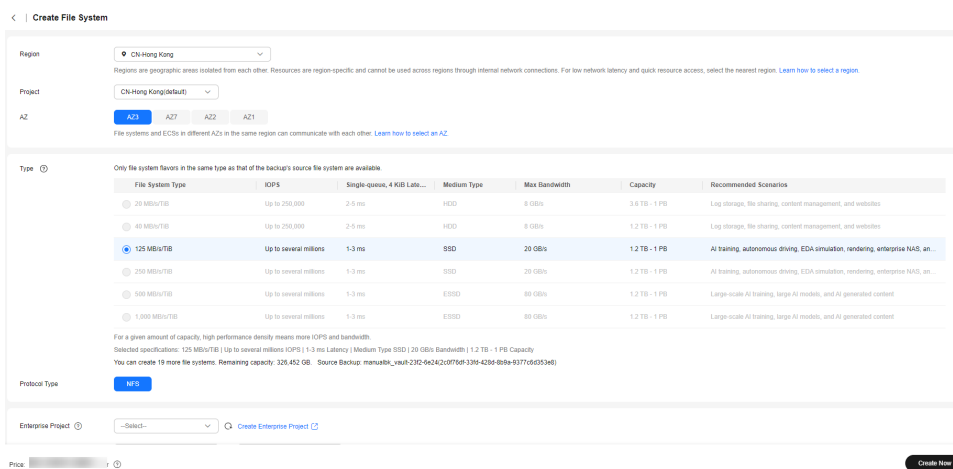 Create File System
Region
CN-Hong Kong
Regions are geographic areas isolated from each other. Resources are region-specific and cannot be used across regions through internal network connections. For low network latency and quick resource access, select the nearest region. Learn how to select a region.
Project
CN-Hong Kong(default)
AZ
AZ3 AZ7 AZ2 AZ1
File systems and ECSs in different AZs in the same region can communicate with each other. Learn how to select an AZ.
Type Only file system flavors in the same type as that of the backup's source file system are available.
File System Type IOPS Single-queue, 4 KiB Late... Medium Type Max Bandwidth Capacity Recommended Scenarios
20 MB/s/TiB Up to 250,000 2-5 ms HDD 8 GB/s 3.6 TB - 1 PB Log storage, file sharing, content management, and websites
40 MB/s/TiB Up to 250,000 2-5 ms HDD 8 GB/s 1.2 TB - 1 PB Log storage, file sharing, content management, and websites
125 MB/s/TiB Up to several millions 1-3 ms SSD 20 GB/s 1.2 TB - 1 PB AI training, autonomous driving, EDA simulation, rendering, enterprise NAS, an...
250 MB/s/TiB Up to several millions 1-3 ms SSD 20 GB/s 1.2 TB - 1 PB AI training, autonomous driving, EDA simulation, rendering, enterprise NAS, an...
500 MB/s/TiB Up to several millions 1-3 ms ESSD 80 GB/s 1.2 TB - 1 PB Large-scale AI training, large AI models, and AI generated content
1,000 MB/s/TiB Up to several millions 1-3 ms ESSD 80 GB/s 1.2 TB - 1 PB Large-scale AI training, large AI models, and AI generated content
For a given amount of capacity, high performance density means more IOPS and bandwidth.
Selected specifications: 125 MB/s/TiB | Up to several millions IOPS | 1-3 ms Latency | Medium Type SSD | 20 GB/s Bandwidth | 1.2 TB - 1 PB Capacity
You can create 19 more file systems. Remaining capacity: 326,452 GB. Source Backup: manualbk_vault-23f2-6e24(2c0f76df-33fd-428d-8b9a-9377c6d353e8)
Protocol Type
NFS
Enterprise Project
--Select--
Create Enterprise Project
Price:
Create Now